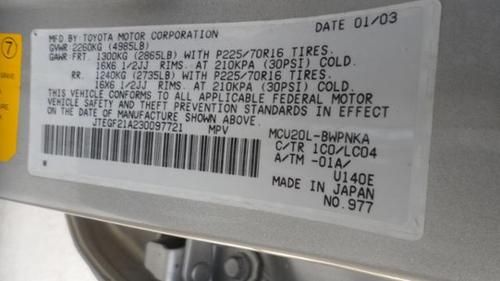 MFD.BY TOYOTA MOTOR CORPORATION DATE 01/03
GVWR 2260KG (4985LB)
GAWR FRT. 1300KG (2865LB) WITH P225/70R16 TIRES.
16X6 1/2JJ RIMS. AT 210KPA (30PSI) COLD.
RR. 1240KG (2735LB) WITH P225/70R16 TIRES.
16X6 1/2JJ RIMS. AT 210KPA (30PSI) COLD.
THIS VEHICLE CONFORMS TO ALL APPLICABLE FEDERAL MOTOR
VEHICLE SAFETY AND BUMPER STANDARDS IN EFFECT
ON THE DATE OF MANUFACTURE SHOWN ABOVE. THEFT PREVENTION
JTEGF21A230097721 MPV
MCU20L-BWPNKA
C/TR 1C0/LC04
A/TM -01A/
U140E
MADE IN JAPAN
NO.977
7